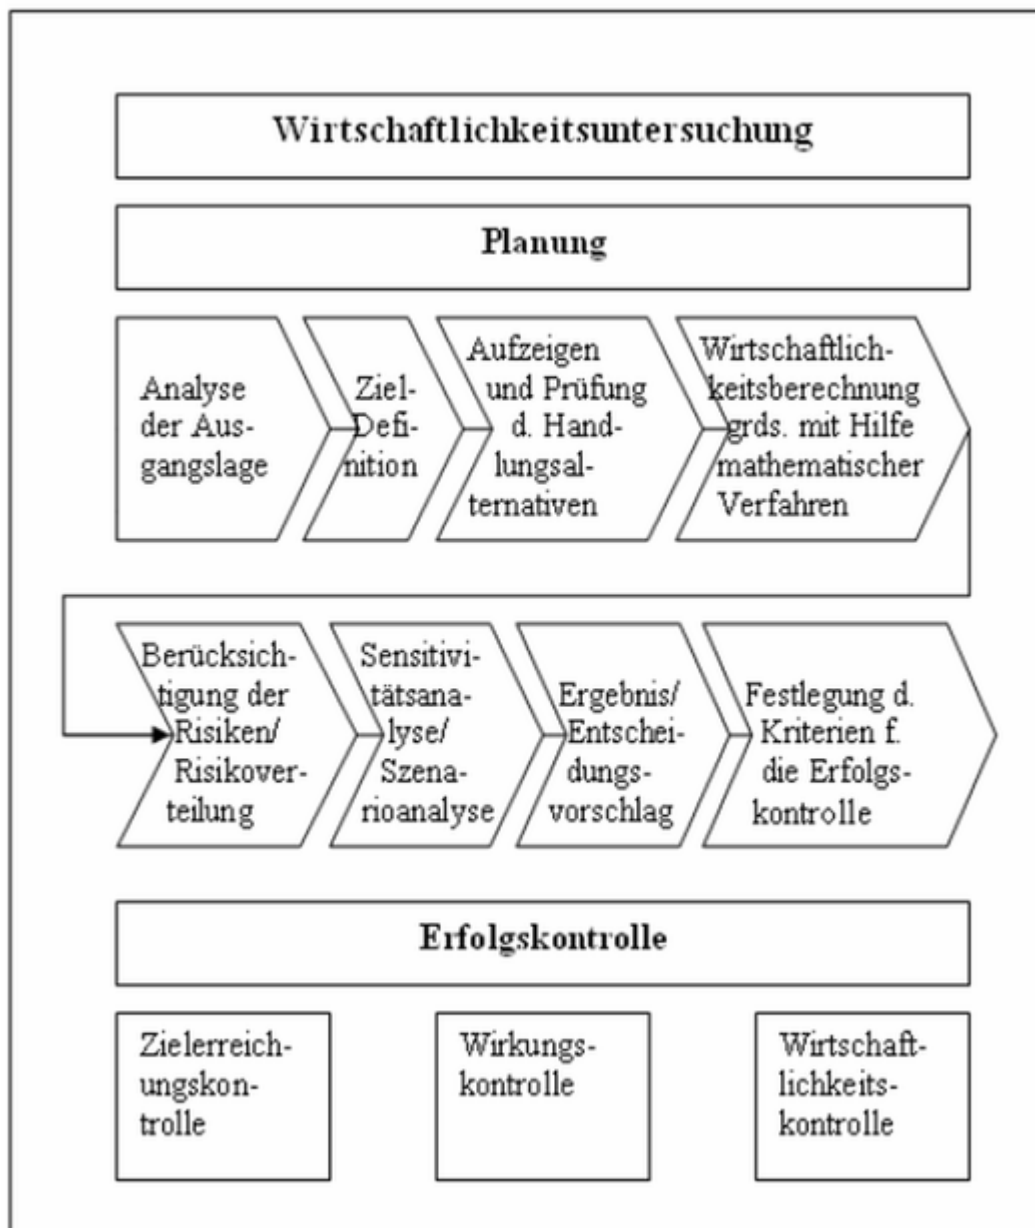 Wirtschaftlichkeitsuntersuchung
Planung
Analyse
der Aus-
gangslage
Ziel-
Defi-
nition
Aufzeigen
und Prüfung
d. Hand-
lungsal-
ternativen
Wirtschaftlich-
keitsberechnung
grds. mit Hilfe
mathematischer
Verfahren
Berücksich-
tigung der
Risiken/
Risikover-
teilung
Sensitivi-
tätsana-
lyse/
Szena-
rioanalyse
Ergebnis/
Entschei-
dungs-
vorschlag
Festlegung d.
Kriterien f.
die Erfolgs-
kontrolle
Erfolgskontrolle
Zielerreich-
ungskon-
trolle
Wirkungs-
kontrolle
Wirtschaft-
lichkeits-
kontrolle